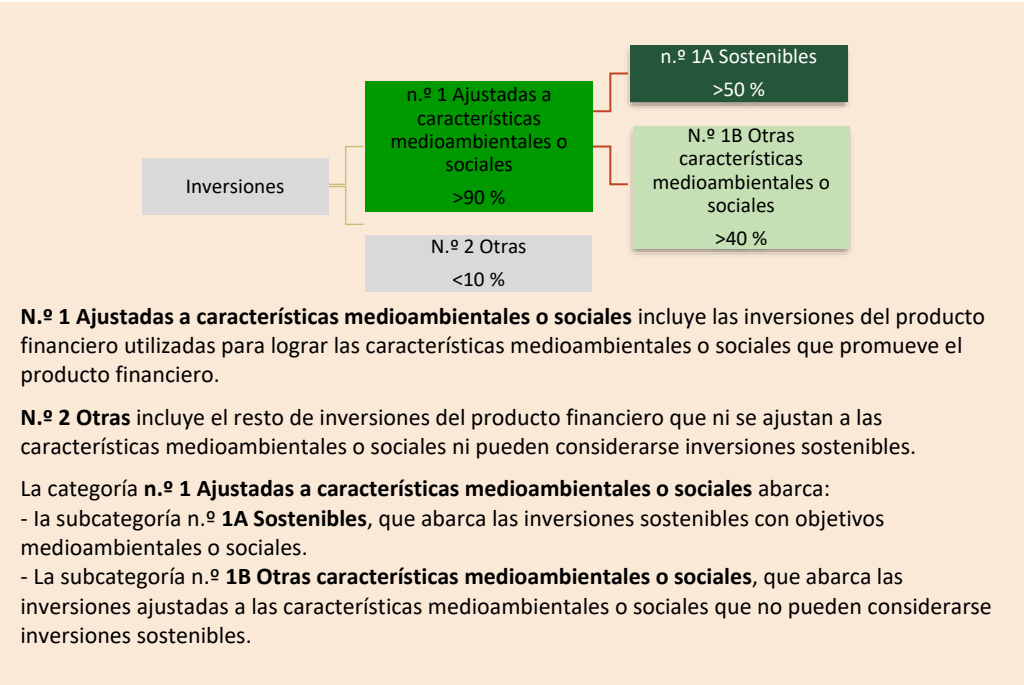 n.º 1A Sostenibles
>50 %
n.º 1 Ajustadas a
características
medioambientales o
sociales
>90 %
N.º 1B Otras
características
medioambientales o
sociales
>40 %
Inversiones
N.º 2 Otras
<10 %
N.º 1 Ajustadas a características medioambientales o sociales incluye las inversiones del producto
financiero utilizadas para lograr las características medioambientales o sociales que promueve el
producto financiero.
N.º 2 Otras incluye el resto de inversiones del producto financiero que ni se ajustan a las
características medioambientales o sociales ni pueden considerarse inversiones sostenibles.
La categoría n.º 1 Ajustadas a características medioambientales o sociales abarca:
- la subcategoría n.º 1A Sostenibles, que abarca las inversiones sostenibles con objetivos
medioambientales o sociales.
- La subcategoría n.º 1B Otras características medioambientales o sociales, que abarca las
inversiones ajustadas a las características medioambientales o sociales que no pueden considerarse
inversiones sostenibles.